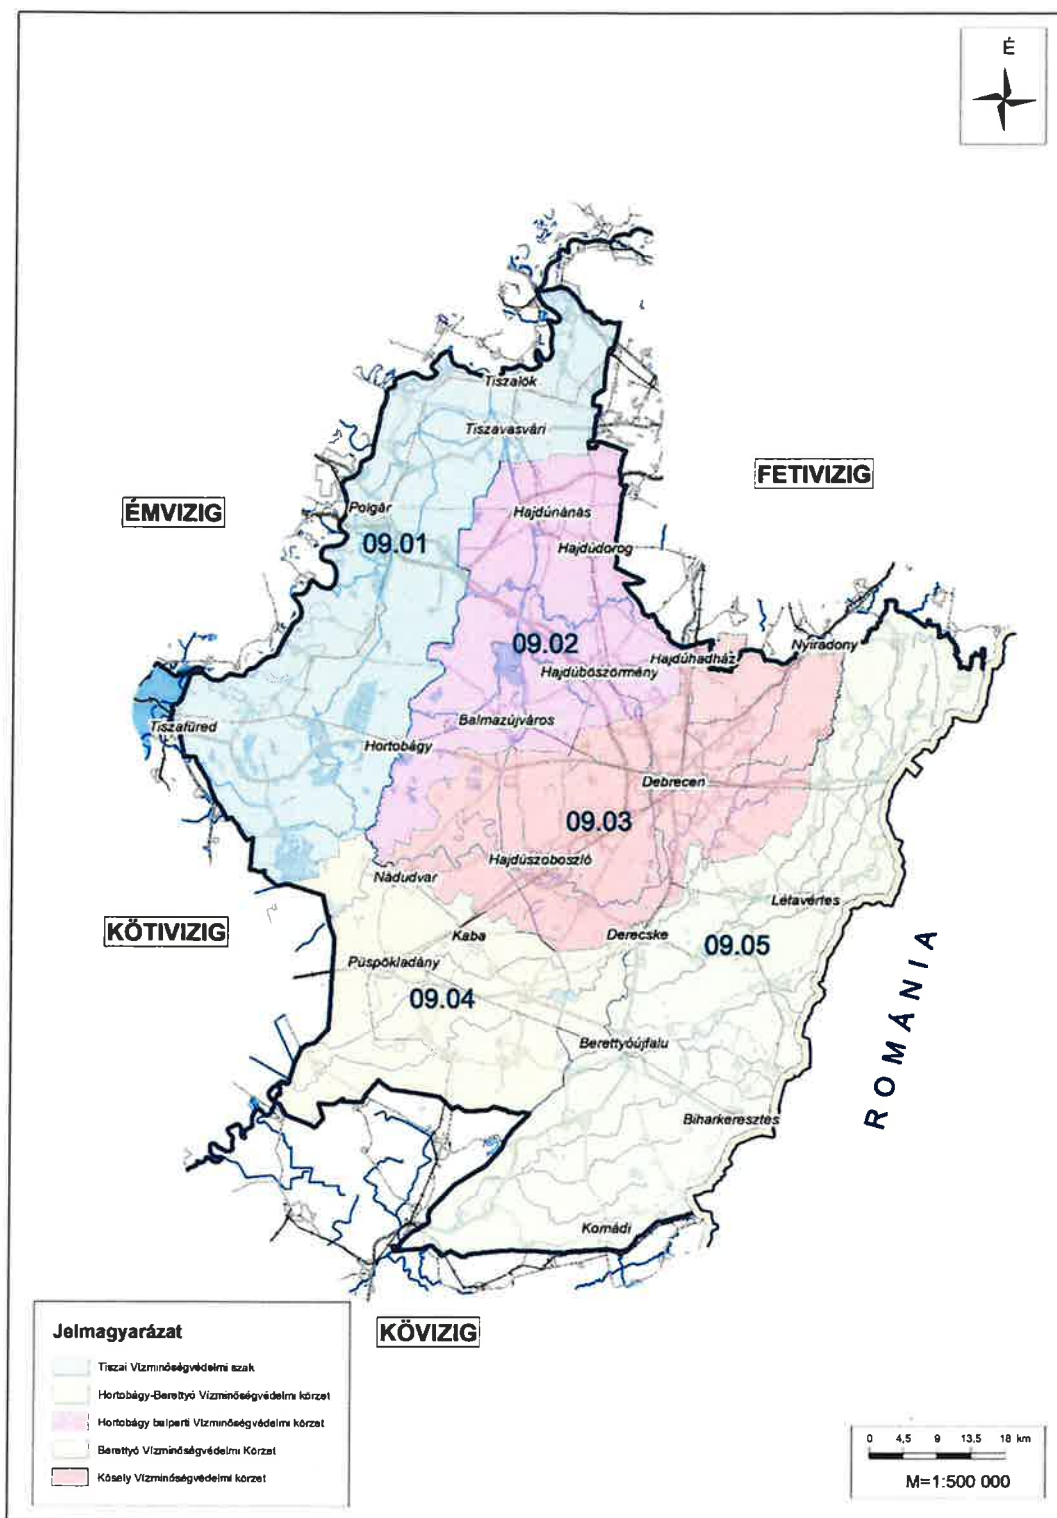 É
Tiszalök
Tiszavasvári
FETIVIZIG
ÉMVIZIG
Polgár
Hajdúnánás
09.01
Hajdúdorog
09.02
Nyíradony
Hajdúhadház
Hajdúböszörmény
Tiszafüred
Balmazújváros
Hortobágy
Debrecen
09.03
Hajdúszoboszló
Nádudvar
Létavértes
KÖTIVIZIG
Kaba
Derecske
09.05
Püspökladány
09.04
ROMÁNIA
Berettyóújfalu
Biharkeresztes
Komádi
KÖVIZIG
Jelmagyarázat
Tiszai Vízminőségvédelmi szak
Hortobágy-Berettyó Vízminőségvédelmi körzet
Hortobágy balparti Vízminőségvédelmi körzet
Berettyó Vízminőségvédelmi Körzet
Kösely Vízminőségvédelmi körzet
0 4,5 9 13,5 18 km
M=1:500 000